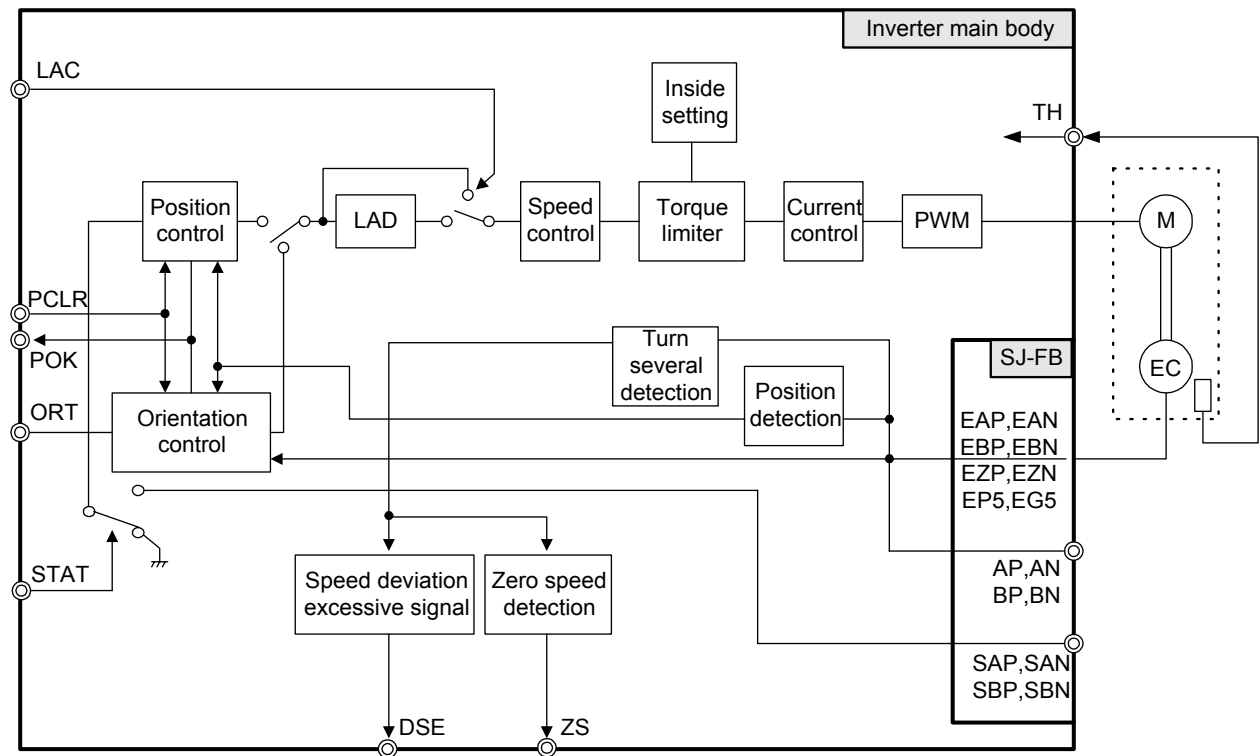 Inverter main body
LAC
Inside
setting
TH
Position
control
LAD
Speed
control
Torque
limiter
Current
control
PWM
M
PCLR
POK
Turn
several
detection
SJ-FB
EC
ORT
Orientation
control
Position
detection
EAP,EAN
EBP,EBN
EZP,EZN
EP5,EG5
STAT
Speed deviation
excessive signal
Zero speed
detection
AP,AN
BP,BN
SAP,SAN
SBP,SBN
DSE
ZS